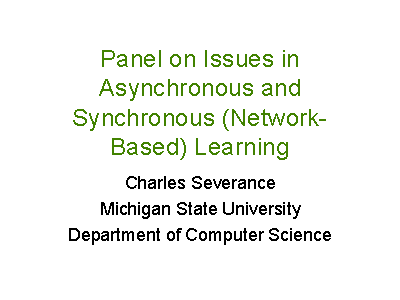 Panel on Issues in
Asynchronous and
Synchronous (Network-
Based) Learning
Charles Severance
Michigan State University
Department of Computer Science